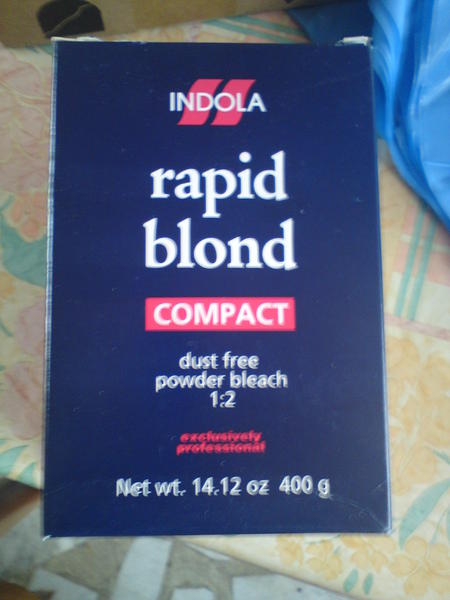 INDOLA
rapid
blond
COMPACT
dust free
powder bleach
1:2
exclusively
professional
Net wt. 14.12 oz 400 g